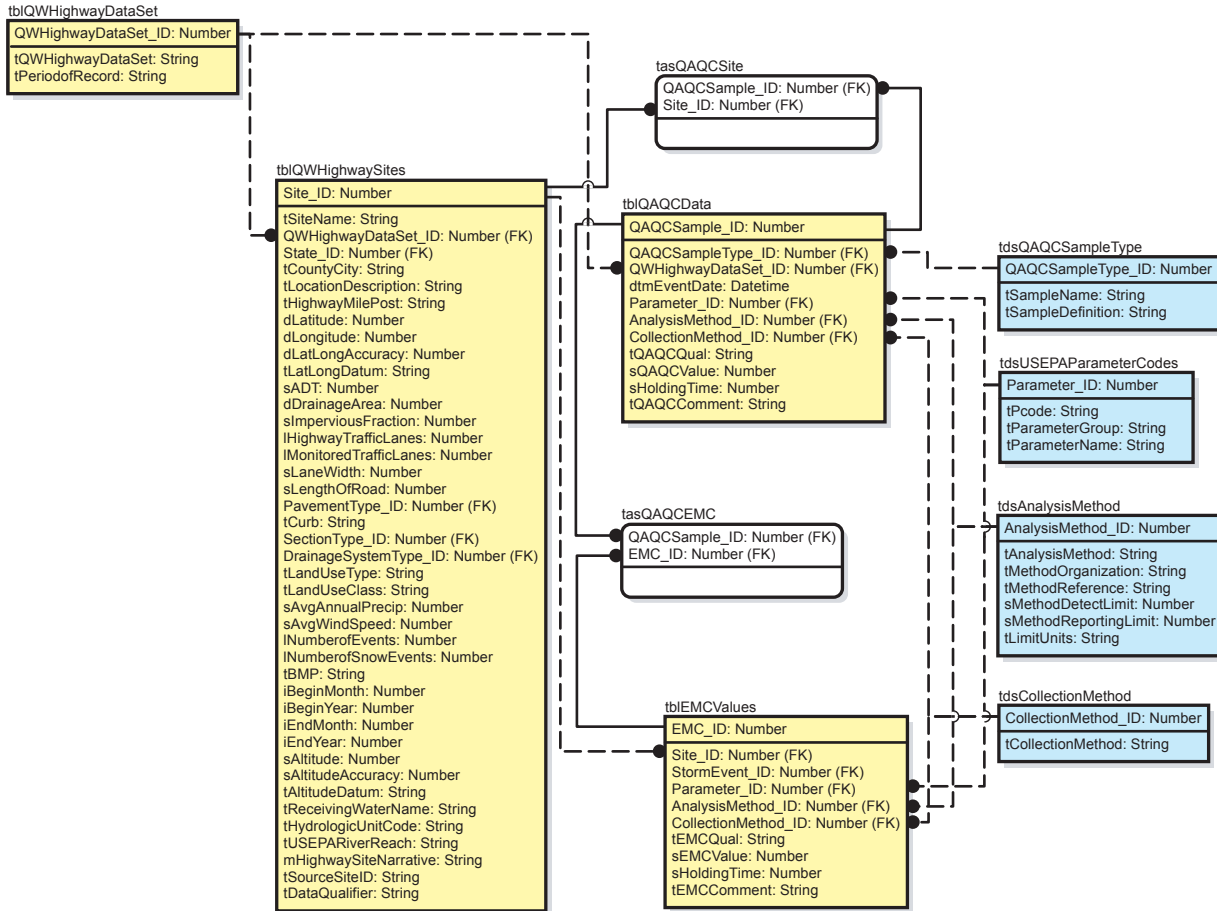 tblQWHighwayDataSet
QWHighwayDataSet_ID: Number
tQWHighwayDataSet: String
tPeriodofRecord: String
tasQAQCSite
QAQCSample_ID: Number (FK)
Site_ID: Number (FK)
tblQWHighwaySites
Site_ID: Number
tSiteName: String
QWHighwayDataSet_ID: Number (FK)
State_ID: Number (FK)
tCountyCity: String
tLocationDescription: String
tHighwayMilePost: String
dLatitude: Number
dLongitude: Number
dLatLongAccuracy: Number
tLatLongDatum: String
sADT: Number
dDrainageArea: Number
sImperviousFraction: Number
lHighwayTrafficLanes: Number
lMonitoredTrafficLanes: Number
sLaneWidth: Number
sLengthOfRoad: Number
PavementType_ID: Number (FK)
tCurb: String
SectionType_ID: Number (FK)
DrainageSystemType_ID: Number (FK)
tLandUseType: String
tLandUseClass: String
sAvgAnnualPrecip: Number
sAvgWindSpeed: Number
lNumberofEvents: Number
lNumberofSnowEvents: Number
tBMP: String
iBeginMonth: Number
iBeginYear: Number
iEndMonth: Number
iEndYear: Number
sAltitude: Number
sAltitudeAccuracy: Number
tAltitudeDatum: String
tReceivingWaterName: String
tHydrologicUnitCode: String
tUSEPARiverReach: String
mHighwaySiteNarrative: String
tSourceSiteID: String
tDataQualifier: String
tblQAQCData
QAQCSample_ID: Number
QAQCSampleType_ID: Number (FK)
QWHighwayDataSet_ID: Number (FK)
dtmEventDate: Datetime
Parameter_ID: Number (FK)
AnalysisMethod_ID: Number (FK)
CollectionMethod_ID: Number (FK)
tQAQCQual: String
sQAQCValue: Number
sHoldingTime: Number
tQAQCComment: String
tasQAQCEMC
QAQCSample_ID: Number (FK)
EMC_ID: Number (FK)
tblEMCValues
EMC_ID: Number
Site_ID: Number (FK)
StormEvent_ID: Number (FK)
Parameter_ID: Number (FK)
AnalysisMethod_ID: Number (FK)
CollectionMethod_ID: Number (FK)
tEMCQual: String
sEMCValue: Number
sHoldingTime: Number
tEMCComment: String
tdsQAQCSampleType
QAQCSampleType_ID: Number
tSampleName: String
tSampleDefinition: String
tdsUSEPAParameterCodes
Parameter_ID: Number
tPcode: String
tParameterGroup: String
tParameterName: String
tdsAnalysisMethod
AnalysisMethod_ID: Number
tAnalysisMethod: String
tMethodOrganization: String
tMethodReference: String
sMethodDetectLimit: Number
sMethodReportingLimit: Number
tLimitUnits: String
tdsCollectionMethod
CollectionMethod_ID: Number
tCollectionMethod: String